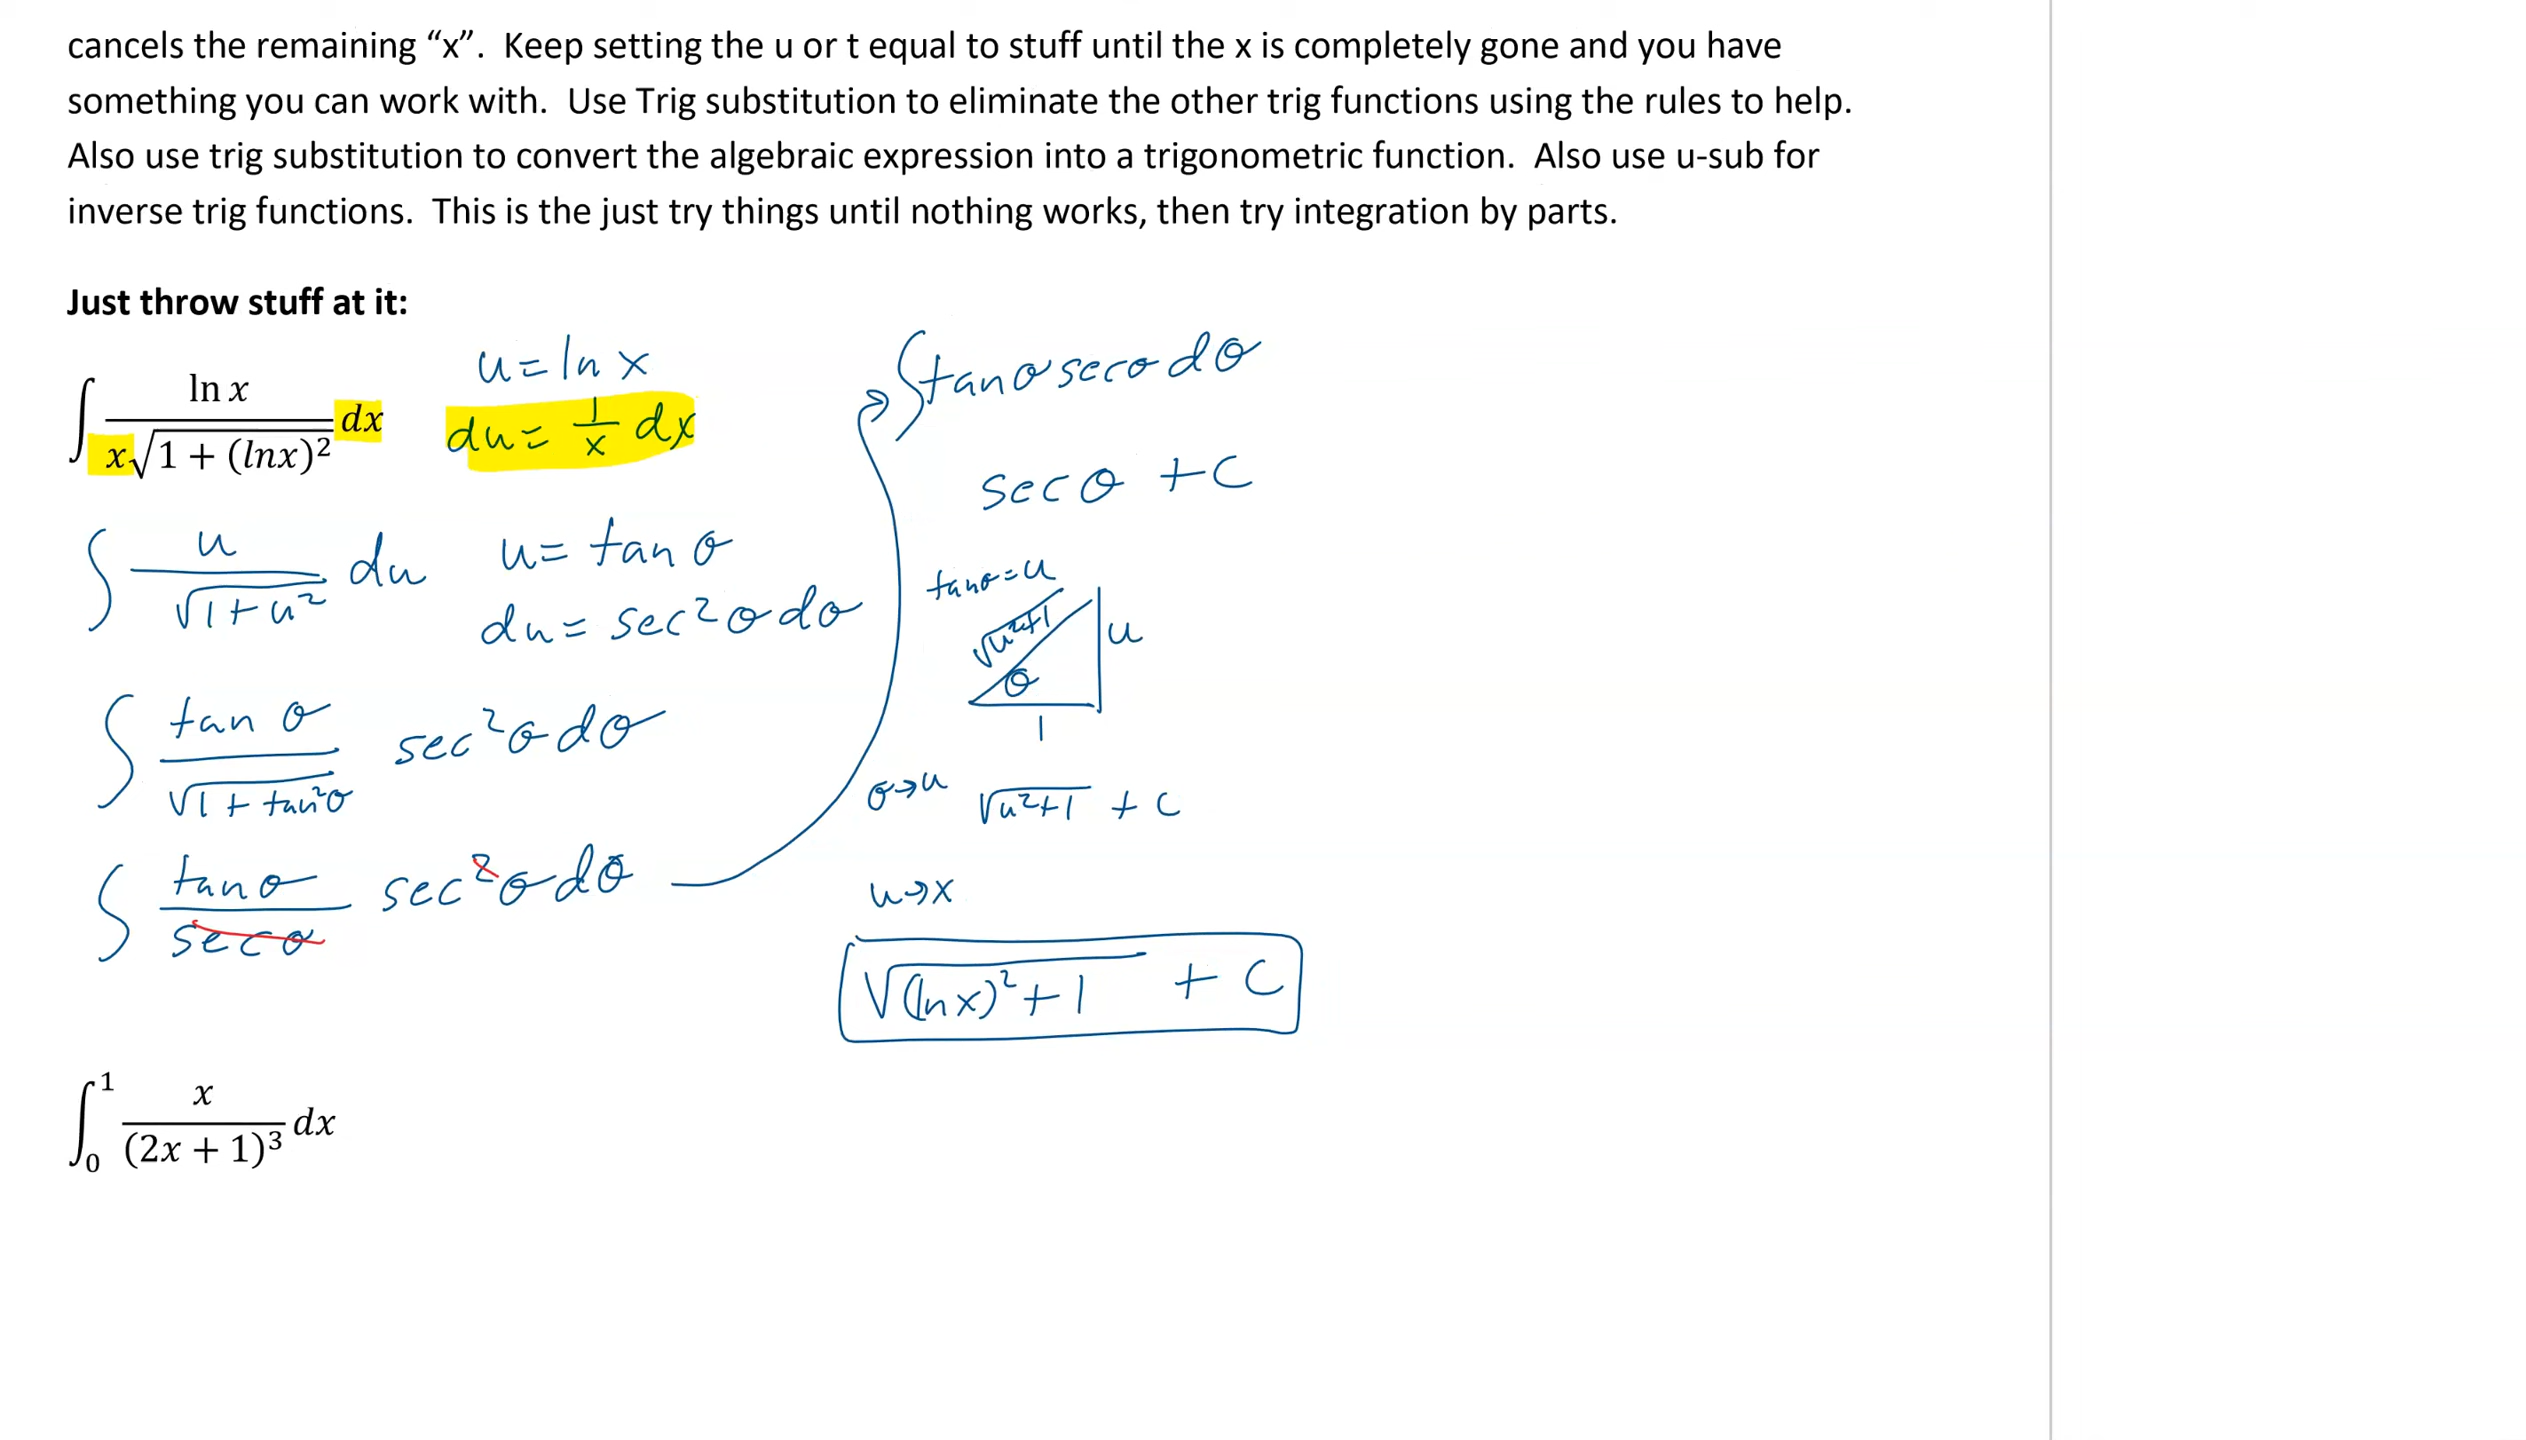 cancels the remaining “x”.  Keep setting the u or t equal to stuff until the x is completely gone and you have
something you can work with.  Use Trig substitution to eliminate the other trig functions using the rules to help.
Also use trig substitution to convert the algebraic expression into a trigonometric function.  Also use u-sub for
inverse trig functions.  This is the just try things until nothing works, then try integration by parts.
Just throw stuff at it:
∫ ln x / (x√(1 + (lnx)²)) dx
u = ln x
du = 1/x dx
∫ u / √(1+u²) du
u = tan θ
du = sec²θ dθ
∫ tan θ / √(1 + tan²θ) sec²θ dθ
∫ tan θ / sec θ sec²θ dθ
∫ tan θ sec θ dθ
sec θ + C
tan θ = u
√(u²+1)
u
θ
1
θ→u
√(u²+1) + C
u→x
√((ln x)²+1) + C
∫₀¹ x / (2x + 1)³ dx